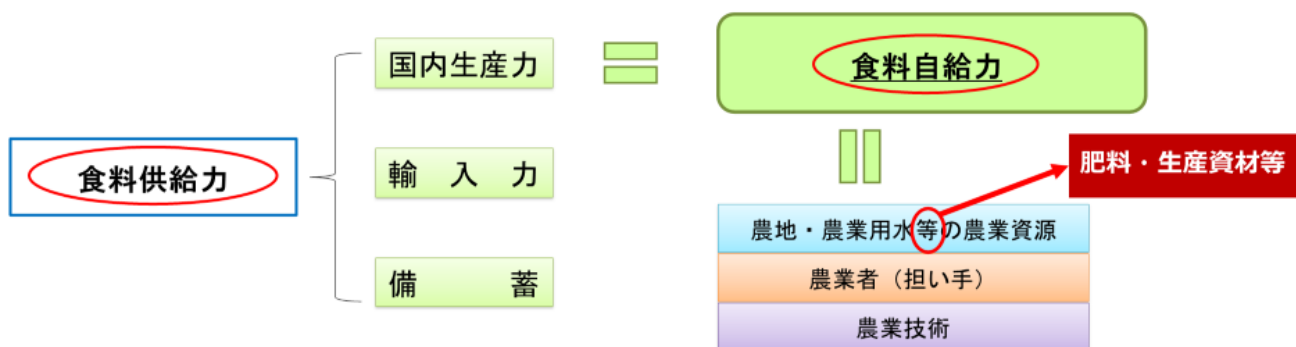 国内生産力
食料自給力
食料供給力
輸入力
備蓄
肥料・生産資材等
農地・農業用水等の農業資源
農業者（担い手）
農業技術